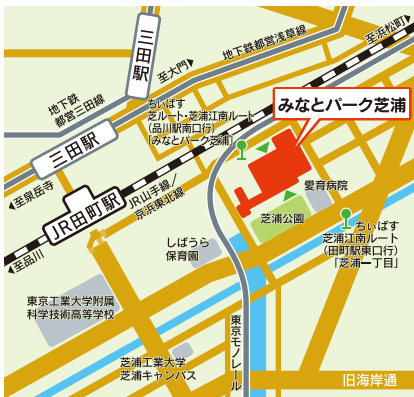 三田駅
地下鉄都営浅草線
至浜松町▶
至大門▶
地下鉄
都営三田線
ちぃばす
芝ルート・芝浦港南ルート
(品川駅南口行)
「みなとパーク芝浦」
みなとパーク芝浦
三田駅
◀至泉岳寺
JR田町駅
JR山手線/
京浜東北線
◀至品川
愛育病院
芝浦公園
しばうら
保育園
ちぃばす
芝浦江南ルート
(田町駅東口行)
「芝浦一丁目」
東京工業大学附属
科学技術高等学校
東京モノレール
芝浦工業大学
芝浦キャンパス
旧海岸通